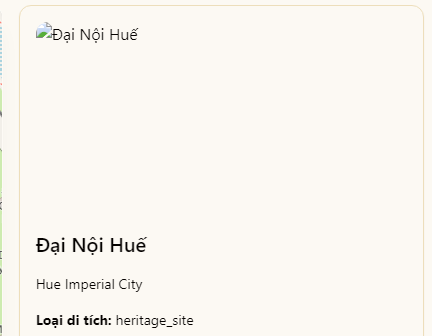 Đại Nội Huế
Đại Nội Huế
Hue Imperial City
Loại di tích: heritage_site